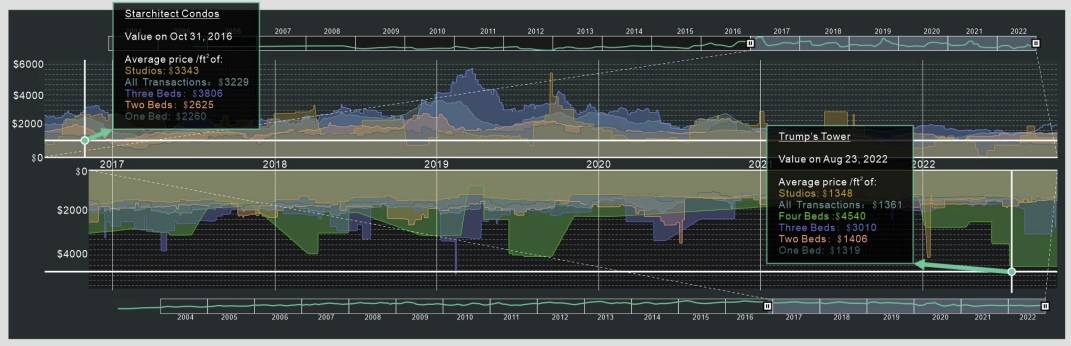 Starchitect Condos
Value on Oct 31, 2016
Average price /ft² of:
Studios: $3343
All Transactions: $3229
Three Beds: $3806
Two Beds: $2625
One Bed: $2260
2007 2008 2009 2010 2011 2012 2013 2014 2015 2016 2017 2018 2019 2020 2021 2022
$6000
$4000
$2000
$0
2017 2018 2019 2020 2022
$0
$2000
$4000
Trump's Tower
Value on Aug 23, 2022
Average price /ft² of:
Studios: $1348
All Transactions: $1361
Four Beds: $4540
Three Beds: $3010
Two Beds: $1406
One Bed: $1319
2004 2005 2006 2007 2008 2009 2010 2011 2012 2013 2014 2015 2016 2017 2018 2019 2020 2021 2022